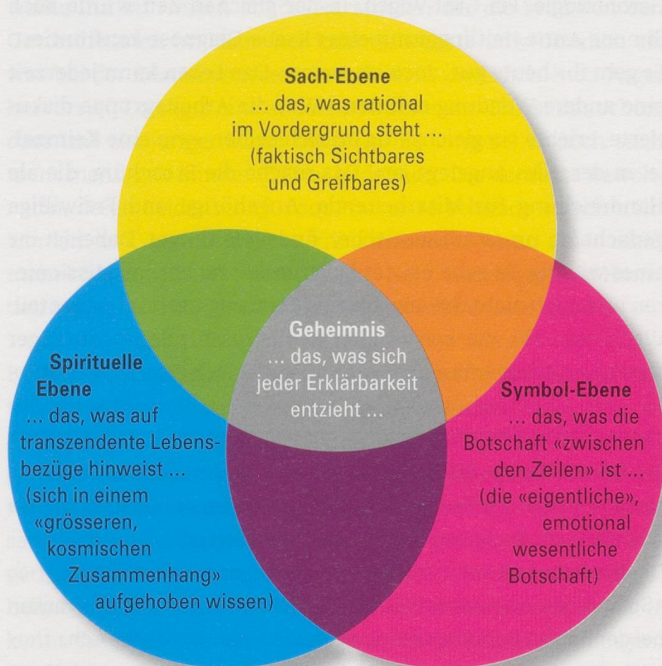 Sach-Ebene
... das, was rational
im Vordergrund steht ...
(faktisch Sichtbares
und Greifbares)
Geheimnis
... das, was sich
jeder Erklärbarkeit
entzieht ...
Spirituelle
Ebene
... das, was auf
transzendente Lebens-
bezüge hinweist ...
(sich in einem
«grösseren,
kosmischen
Zusammenhang»
aufgehoben wissen)
Symbol-Ebene
... das, was die
Botschaft «zwischen
den Zeilen» ist ...
(die «eigentliche»,
emotional
wesentliche
Botschaft)